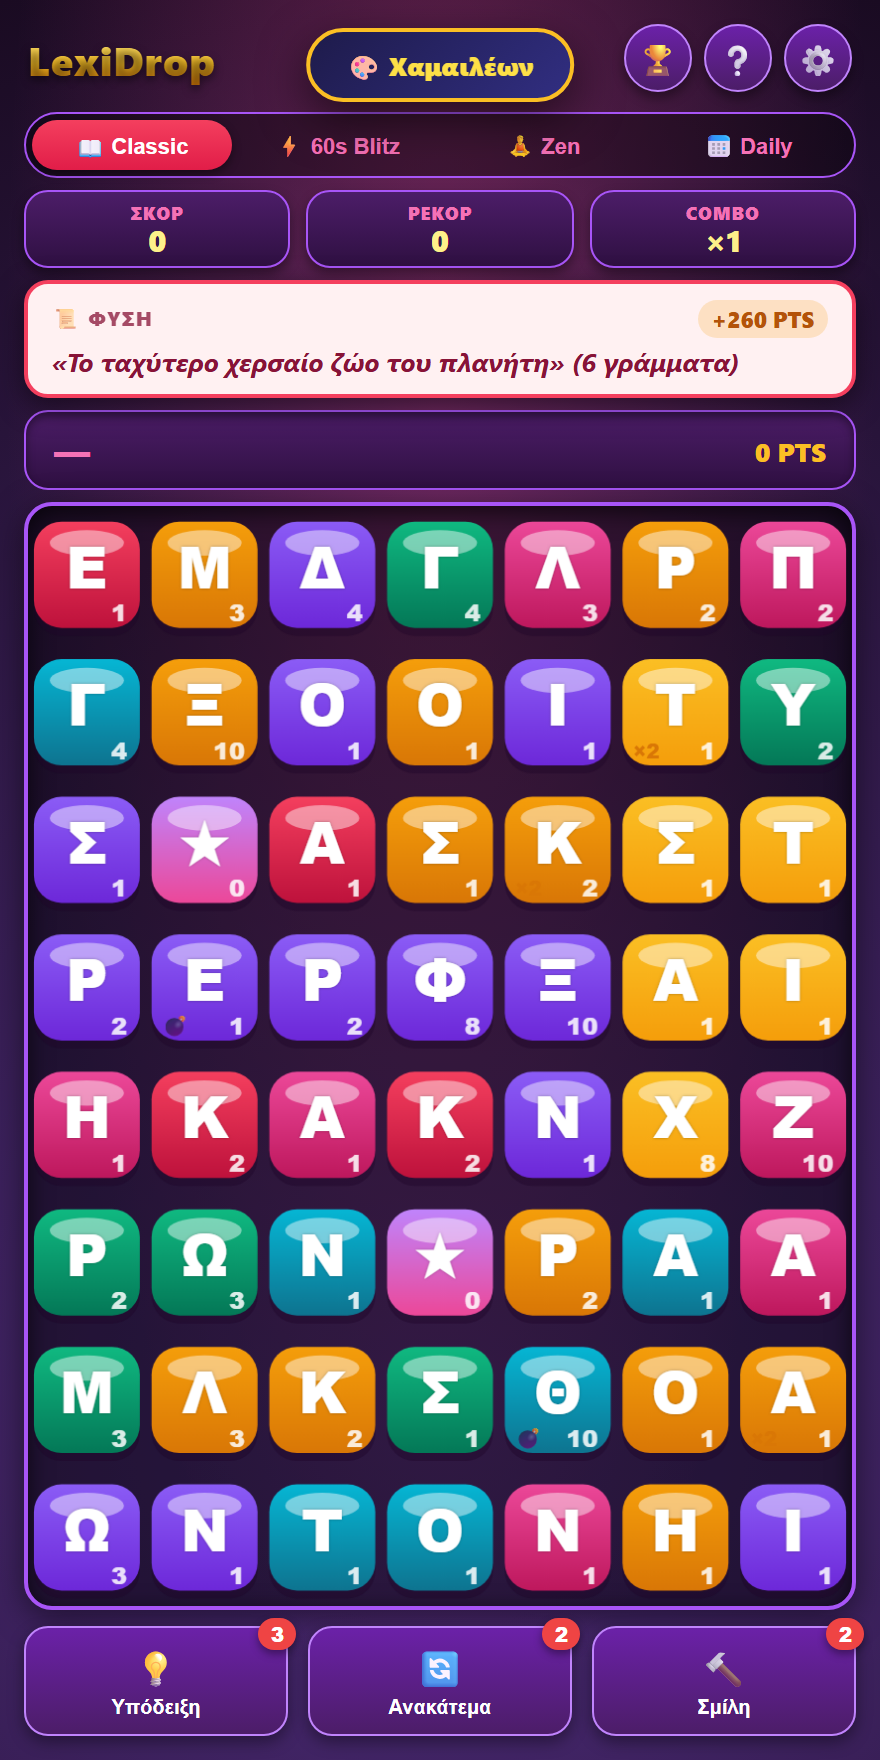 LexiDrop
Χαμαιλέων
Classic 60s Blitz Zen Daily
ΣΚΟΡ ΡΕΚΟΡ COMBO
0 0 ×1
ΦΥΣΗ +260 PTS
«Το ταχύτερο χερσαίο ζώο του πλανήτη» (6 γράμματα)
— 0 PTS
Ε 1 Μ 3 Δ 4 Γ 4 Λ 3 Ρ 2 Π 2
Γ 4 Ξ 10 Ο 1 Ο 1 Ι 1 Τ ×2 1 Υ 2
Σ 1 ★ 0 Α 1 Σ 1 Κ ×2 2 Σ 1 Τ 1
Ρ 2 Ε 1 Ρ 2 Φ 8 Ξ 10 Α 1 Ι 1
Η 1 Κ 2 Α 1 Κ 2 Ν 1 Χ 8 Ζ 10
Ρ 2 Ω 3 Ν 1 ★ 0 Ρ 2 Α 1 Α 1
Μ 3 Λ 3 Κ 2 Σ 1 Θ 10 Ο 1 Α ×2 1
Ω 3 Ν 1 Τ 1 Ο 1 Ν 1 Η 1 Ι 1
3 2 2
Υπόδειξη Ανακάτεμα Σμίλη